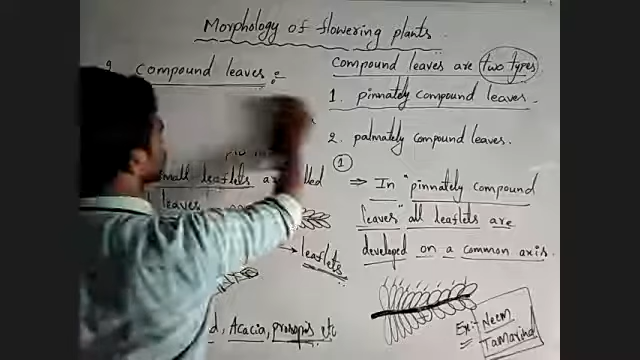 Morphology of flowering plants
compound leaves :-
small leaflets are
leaves
→ leaflets
d, Acacia, prosopis etc
Compound leaves are two types
1. pinnately compound leaves.
2. palmately compound leaves.
①
⇒ In "pinnately compound
leaves" all leaflets are
developed on a common axis.
Ex:- Neem
Tamarind